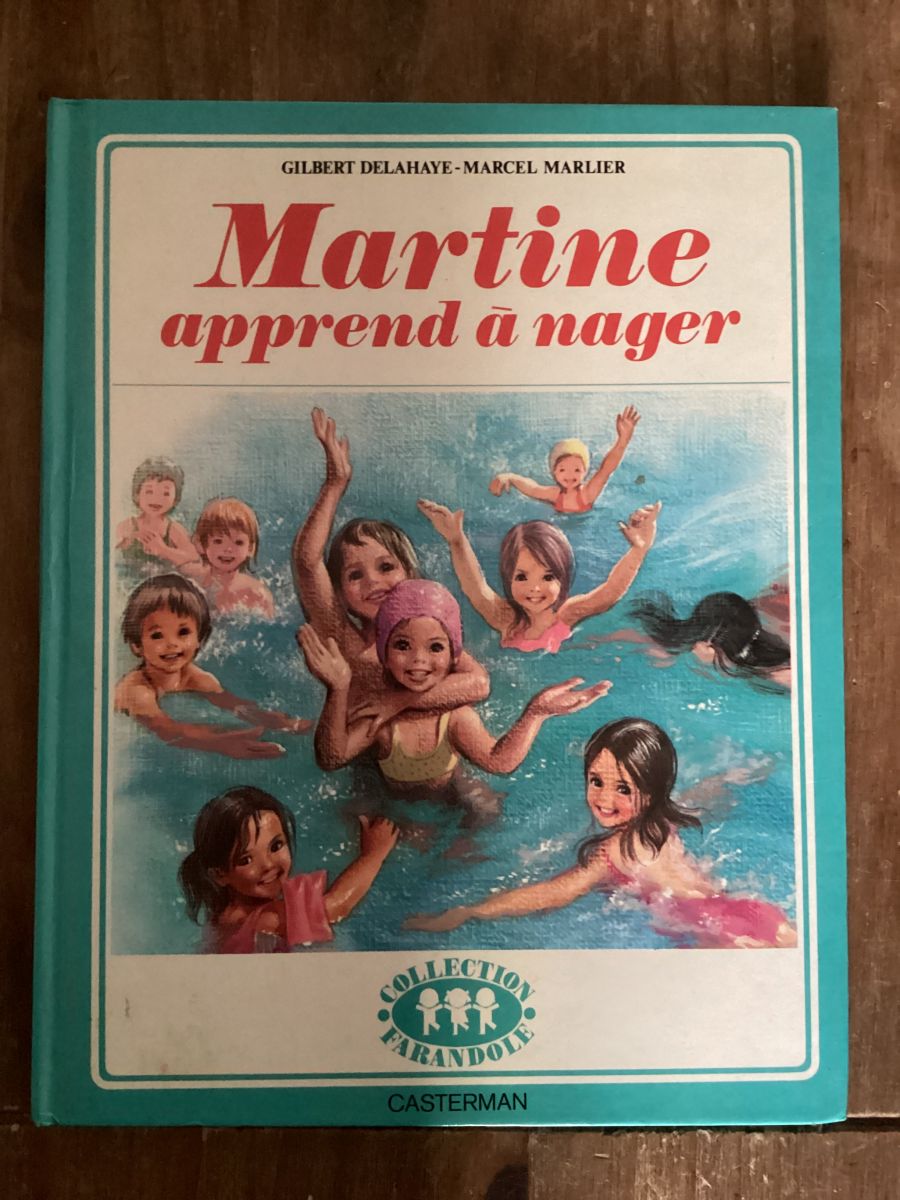 GILBERT DELAHAYE - MARCEL MARLIER
Martine
apprend à nager
COLLECTION
FARANDOLE
CASTERMAN